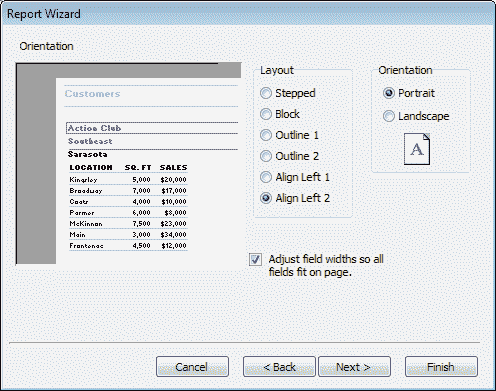 Report Wizard
Orientation
Customers
Action Club
Southeast
Sarasota
LOCATION SQ. FT SALES
Kingsley 5,000 $20,000
Broadway 7,000 $17,000
Coats 4,000 $10,000
Parmer 6,000 $8,000
McKinnon 7,500 $23,000
Main 3,000 $34,000
Frontenac 4,500 $12,000
Layout
Stepped
Block
Outline 1
Outline 2
Align Left 1
Align Left 2
Orientation
Portrait
Landscape
A
Adjust field widths so all
fields fit on page.
Cancel
< Back
Next >
Finish